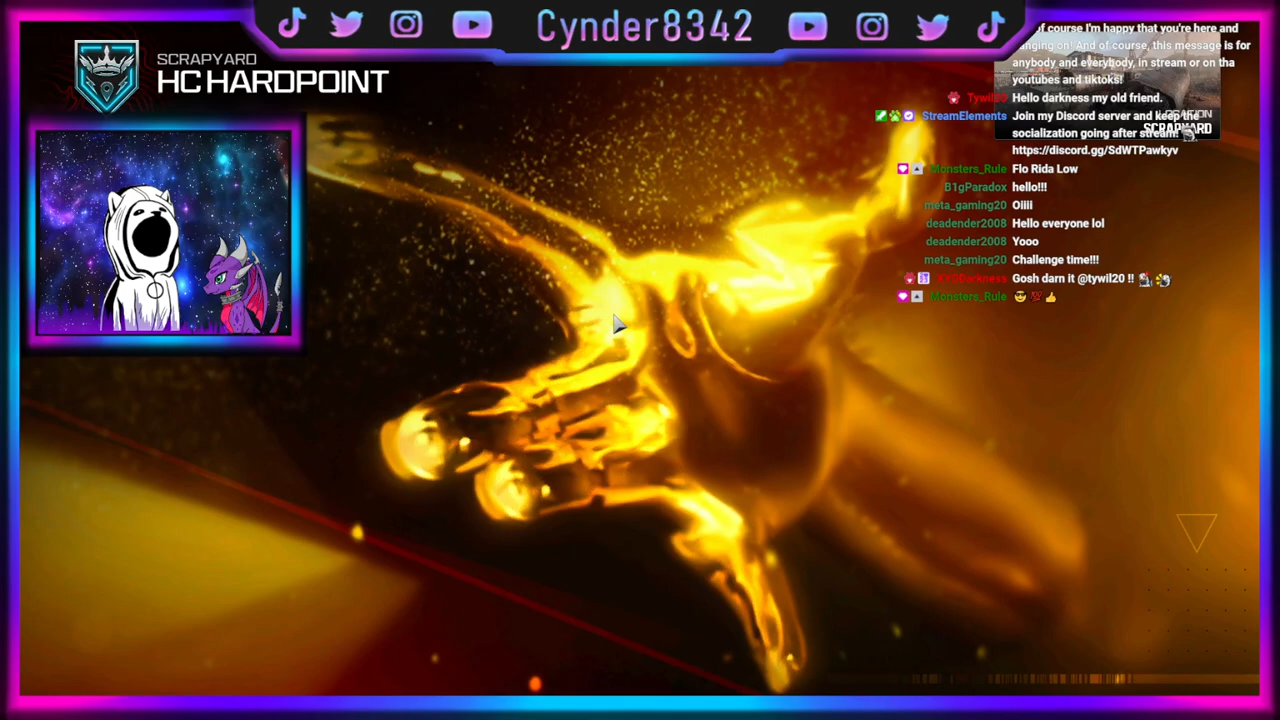 Cynder8342
SCRAPYARD
HC HARDPOINT
of course I'm happy that you're here and
anging on! And of course, this message is for
anybody and everybody, in stream or on tha
youtubes and tiktoks!
Tywil20 Hello darkness my old friend.
StreamElements Join my Discord server and keep the
socialization going after stream!
SCRAPYARD
https://discord.gg/SdWTPawkyv
Monsters_Rule Flo Rida Low
B1gParadox hello!!!
meta_gaming20 Oiiii
deadender2008 Hello everyone lol
deadender2008 Yooo
meta_gaming20 Challenge time!!!
Gosh darn it @tywil20 !!
Monsters_Rule 😎 💯 👍